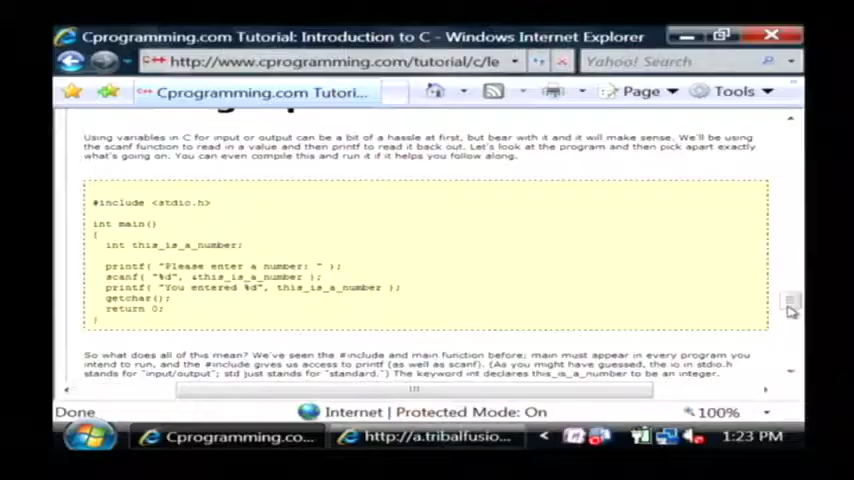 Cprogramming.com Tutorial: Introduction to C - Windows Internet Explorer
C++ http://www.cprogramming.com/tutorial/c/le
Yahoo! Search
C++ Cprogramming.com Tutori...
Page
Tools
Using variables in C for input or output can be a bit of a hassle at first, but bear with it and it will make sense. We'll be using
the scanf function to read in a value and then printf to read it back out. Let's look at the program and then pick apart exactly
what's going on. You can even compile this and run it if it helps you follow along.
#include <stdio.h>
int main()
{
int this_is_a_number;
printf( "Please enter a number: " );
scanf( "%d", &this_is_a_number );
printf( "You entered %d", this_is_a_number );
getchar();
return 0;
}
So what does all of this mean? We've seen the #include and main function before; main must appear in every program you
intend to run, and the #include gives us access to printf (as well as scanf). (As you might have guessed, the io in stdio.h
stands for "input/output"; std just stands for "standard.") The keyword int declares this_is_a_number to be an integer.
Done
Internet | Protected Mode: On
100%
Cprogramming.co...
http://a.tribalfusio...
1:23 PM